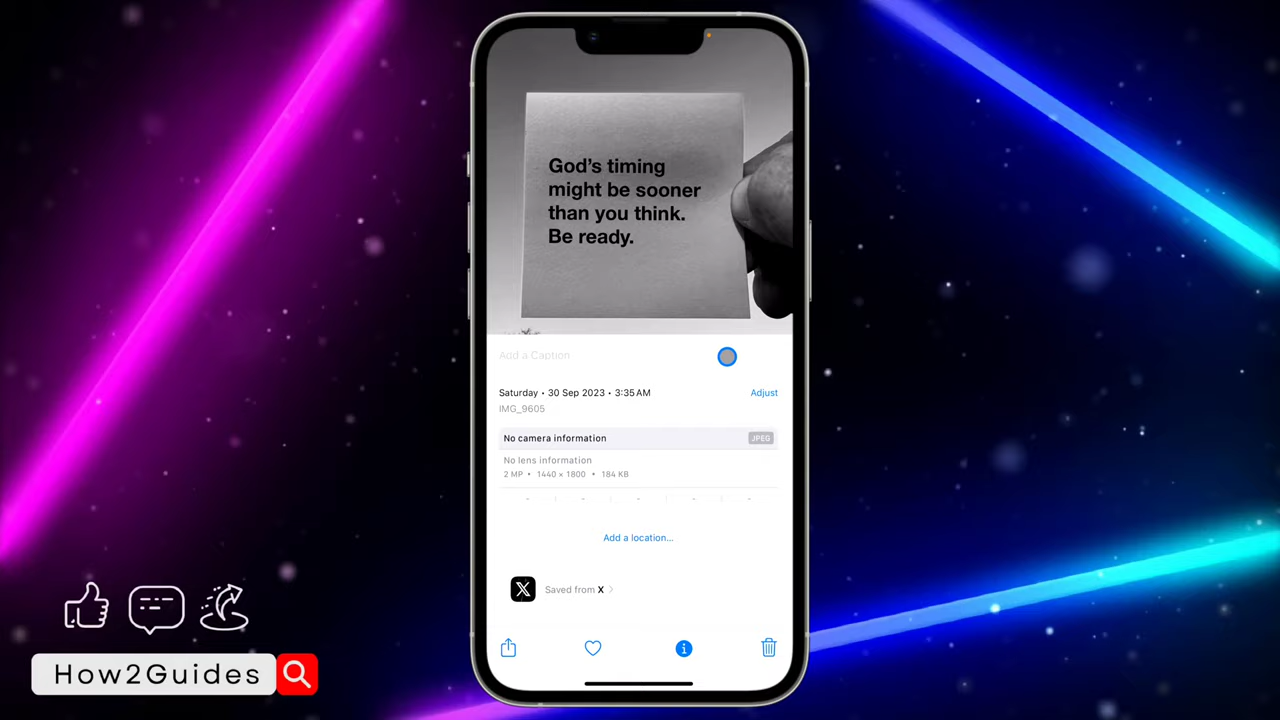 God's timing
might be sooner
than you think.
Be ready.
Add a Caption
Saturday • 30 Sep 2023 • 3:35 AM
Adjust
IMG_9605
No camera information
JPEG
No lens information
2 MP • 1440 × 1800 • 184 KB
Add a location...
X Saved from X
How2Guides